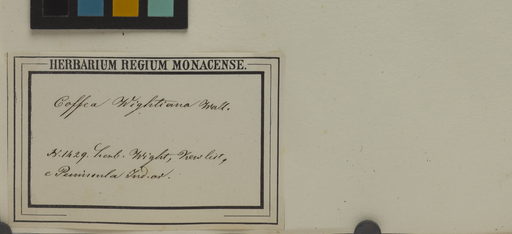 HERBARIUM REGIUM MONACENSE.
Coffea Wightiana Wall.
N. 1429. herb. Wight, Kew list,
e Peninsula Ind. or.